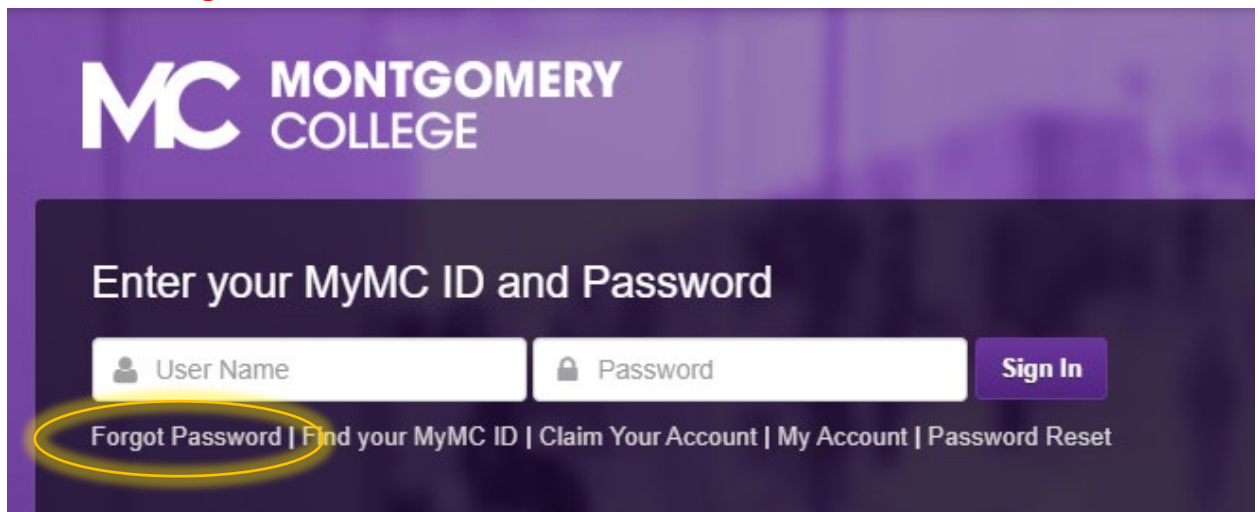 MC MONTGOMERY
COLLEGE
Enter your MyMC ID and Password
User Name
Password
Sign In
Forgot Password | Find your MyMC ID | Claim Your Account | My Account | Password Reset